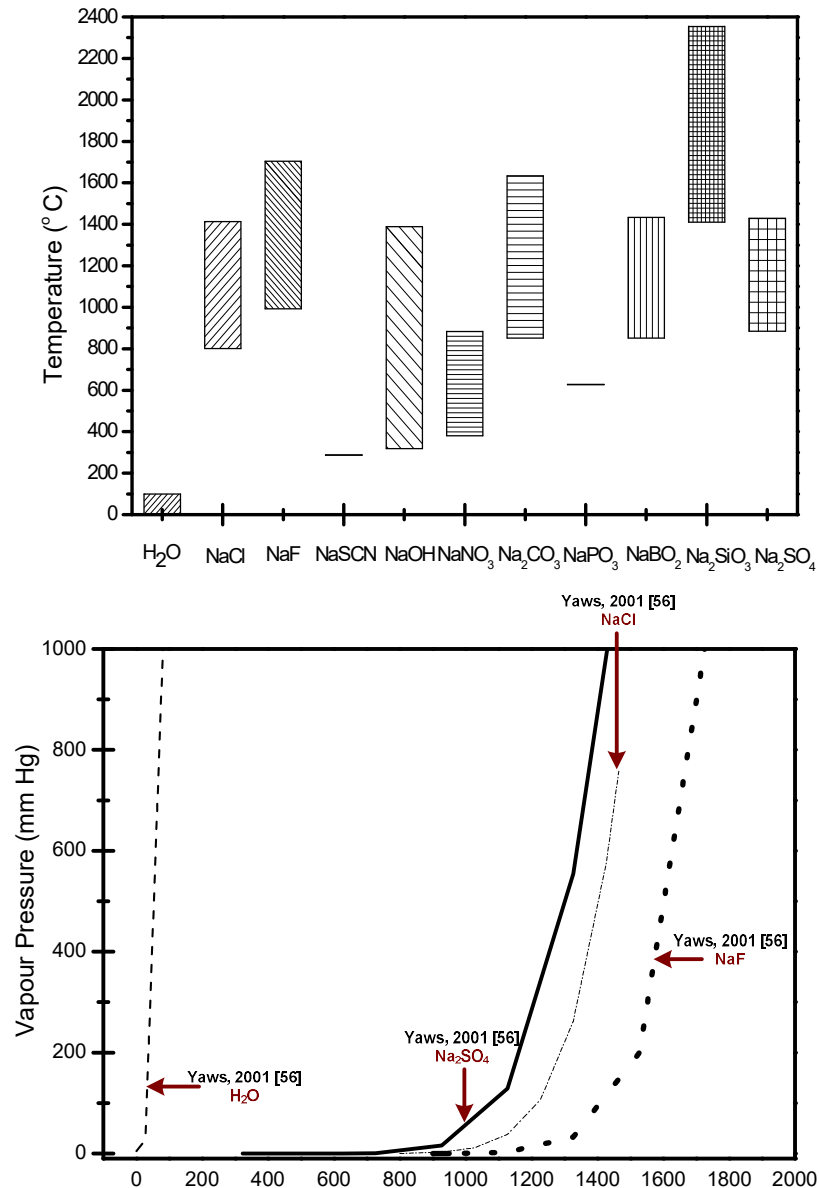 2400
2200
2000
1800
1600
1400
1200
1000
800
600
400
200
0
Temperature (°C)
H₂O NaCl NaF NaSCN NaOH NaNO₃ Na₂CO₃ NaPO₃ NaBO₂ Na₂SiO₃ Na₂SO₄
Yaws, 2001 [56]
NaCl
1000
800
600
400
200
0
Vapour Pressure (mm Hg)
Yaws, 2001 [56]
NaF
Yaws, 2001 [56]
Na₂SO₄
Yaws, 2001 [56]
H₂O
0 200 400 600 800 1000 1200 1400 1600 1800 2000